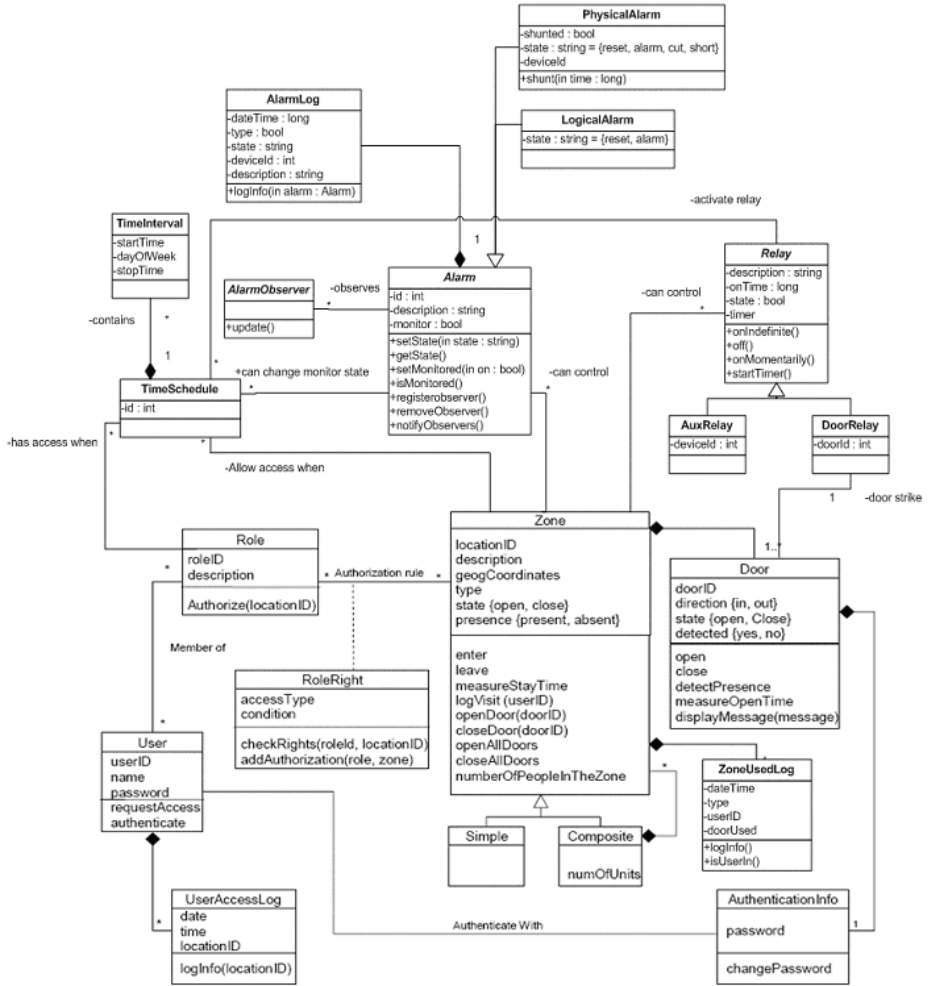 PhysicalAlarm
-shunted : bool
-state : string = {reset, alarm, cut, short}
-deviceId
+shunt(in time : long)
LogicalAlarm
-state : string = {reset, alarm}
AlarmLog
-dateTime : long
-type : bool
-state : string
-deviceId : int
-description : string
+logInfo(in alarm : Alarm)
-activate relay
TimeInterval
-startTime
-dayOfWeek
-stopTime
1
Relay
-description : string
-onTime : long
-state : bool
-timer
+onIndefinite()
+off()
+onMomentarily()
+startTimer()
AlarmObserver
+update()
-observes
*
Alarm
-id : int
-description : string
-monitor : bool
+setState(in state : string)
+getState()
+setMonitored(in on : bool)
+isMonitored()
+registerobserver()
+removeObserver()
+notifyObservers()
-can control
*
-contains
*
1
*
+can change monitor state
*
-can control
*
TimeSchedule
-id : int
AuxRelay
-deviceId : int
DoorRelay
-doorId : int
-has access when
*
*
-Allow access when
1
-door strike
1..*
Zone
locationID
description
geogCoordinates
type
state {open, close}
presence {present, absent}
enter
leave
measureStayTime
logVisit (userID)
openDoor(doorID)
closeDoor(doorID)
openAllDoors
closeAllDoors
numberOfPeopleInTheZone
Role
roleID
description
Authorize(locationID)
*
* Authorization rule *
Door
doorID
direction {in, out}
state {open, Close}
detected {yes, no}
open
close
detectPresence
measureOpenTime
displayMessage(message)
Member of
*
RoleRight
accessType
condition
checkRights(roleId, locationID)
addAuthorization(role, zone)
User
userID
name
password
requestAccess
authenticate
*
*
ZoneUsedLog
-dateTime
-type
-userID
-doorUsed
+logInfo()
+isUserIn()
Simple
Composite
numOfUnits
UserAccessLog
date
time
locationID
logInfo(locationID)
*
Authenticate With
AuthenticationInfo
password
changePassword
1